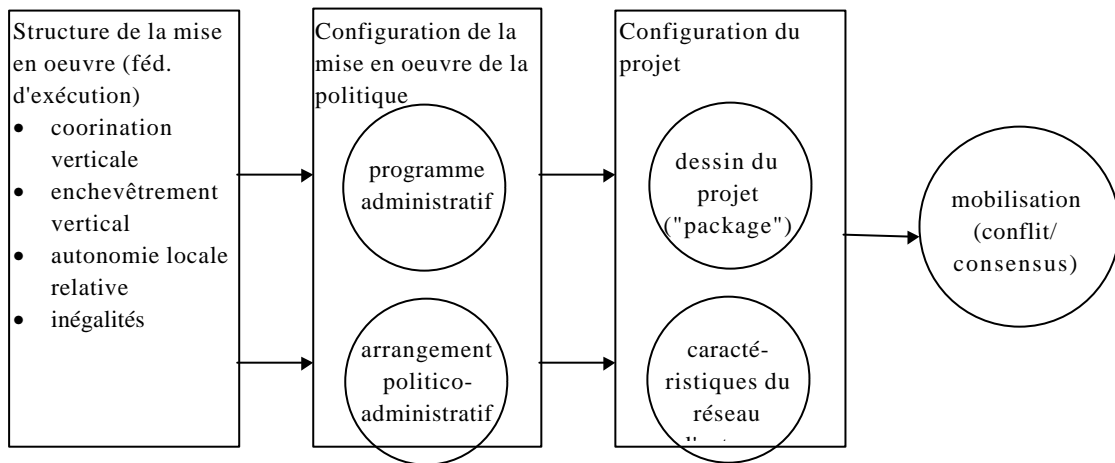 Structure de la mise
en oeuvre (féd.
d'exécution)
• coorination
verticale
• enchevêtrement
vertical
• autonomie locale
relative
• inégalités
Configuration de la
mise en oeuvre de la
politique
programme
administratif
arrangement
politico-
administratif
Configuration du
projet
dessin du
projet
("package")
caracté-
ristiques du
réseau
mobilisation
(conflit/
consensus)